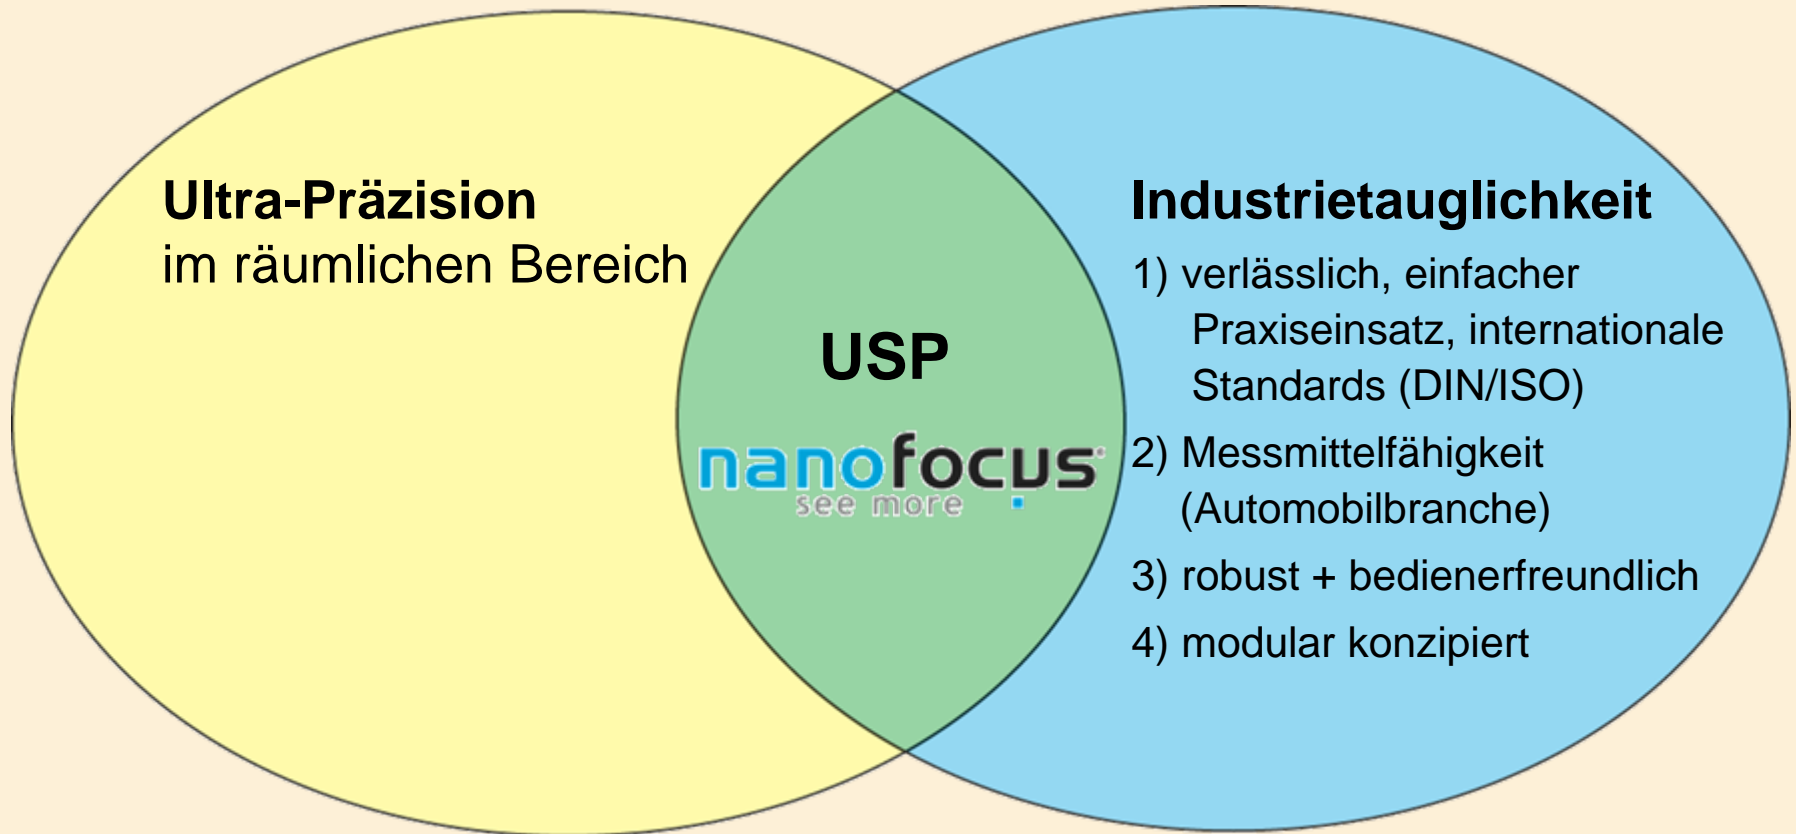 Ultra-Präzision
im räumlichen Bereich
USP
nanofocus
see more
Industrietauglichkeit
1) verlässlich, einfacher
Praxiseinsatz, internationale
Standards (DIN/ISO)
2) Messmittelfähigkeit
(Automobilbranche)
3) robust + bedienerfreundlich
4) modular konzipiert